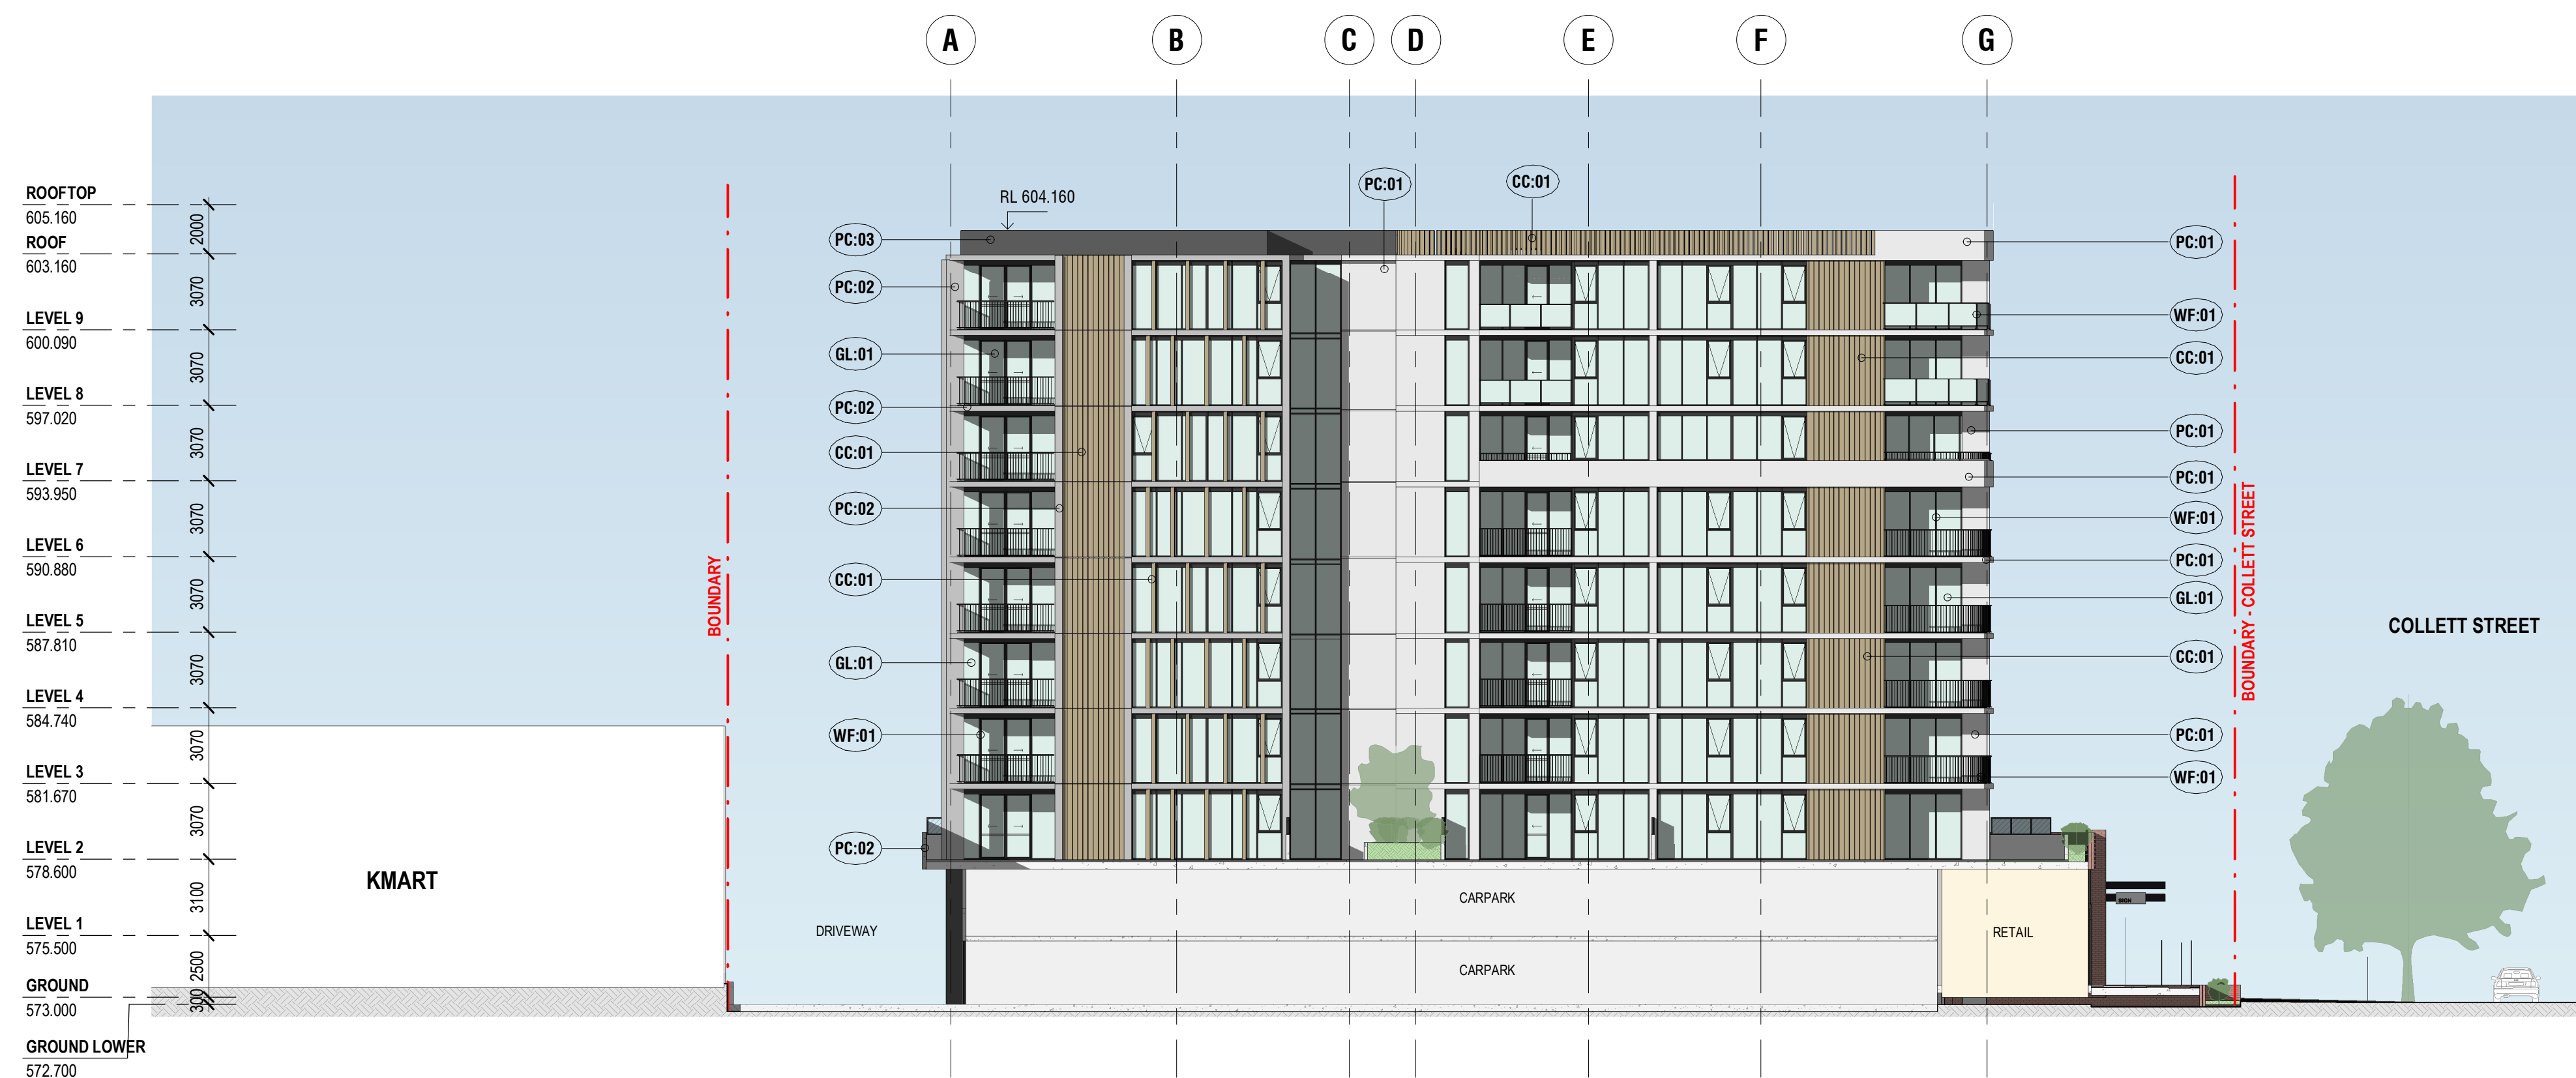 A
B
C
D
E
F
G
ROOFTOP
605.160
2000
ROOF
603.160
3070
LEVEL 9
600.090
3070
LEVEL 8
597.020
3070
LEVEL 7
593.950
3070
LEVEL 6
590.880
3070
LEVEL 5
587.810
3070
LEVEL 4
584.740
3070
LEVEL 3
581.670
3070
LEVEL 2
578.600
3100
LEVEL 1
575.500
2500
GROUND
573.000
300
GROUND LOWER
572.700
KMART
BOUNDARY
DRIVEWAY
RL 604.160
PC:01
CC:01
PC:03
PC:02
GL:01
PC:02
CC:01
PC:02
CC:01
GL:01
WF:01
PC:02
CARPARK
CARPARK
RETAIL
SIGN
PC:01
WF:01
CC:01
PC:01
PC:01
WF:01
PC:01
GL:01
CC:01
PC:01
WF:01
BOUNDARY - COLLETT STREET
COLLETT STREET